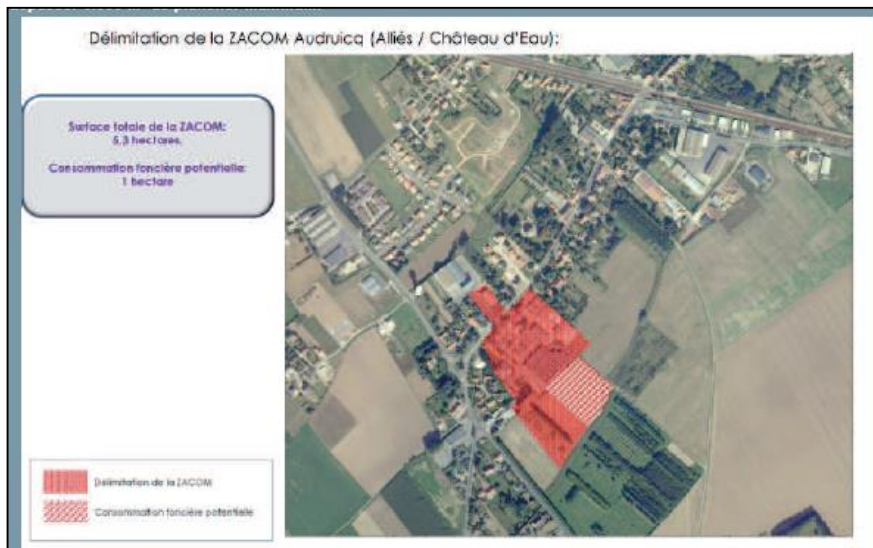 Délimitation de la ZACOM Audruicq (Alliés / Château d'Eau):
Surface totale de la ZACOM:
5,3 hectares.
Consommation foncière potentielle:
1 hectare
Délimitation de la ZACOM
Consommation foncière potentielle